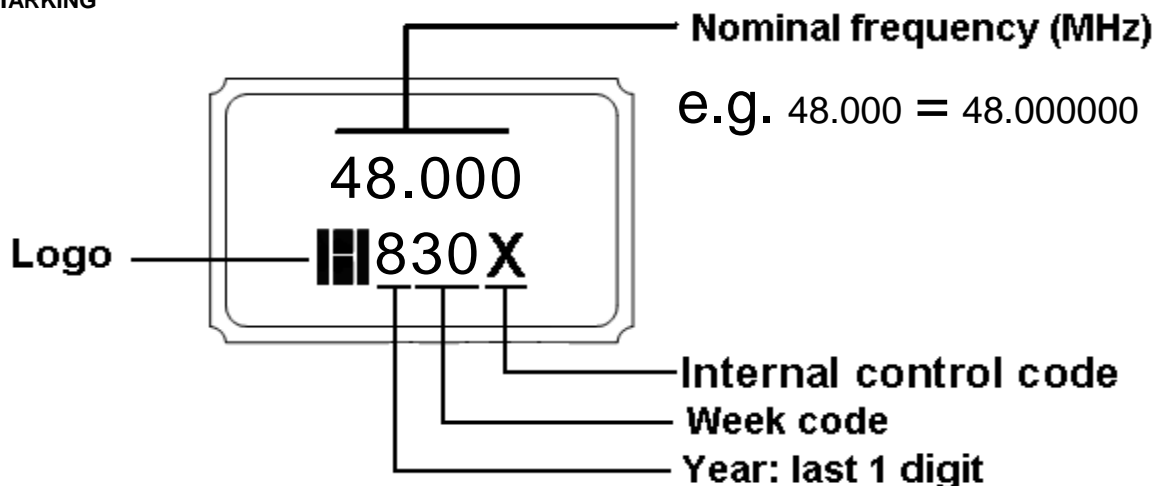 Nominal frequency (MHz)
e.g. 48.000 = 48.000000
48.000
Logo
830X
Internal control code
Week code
Year: last 1 digit